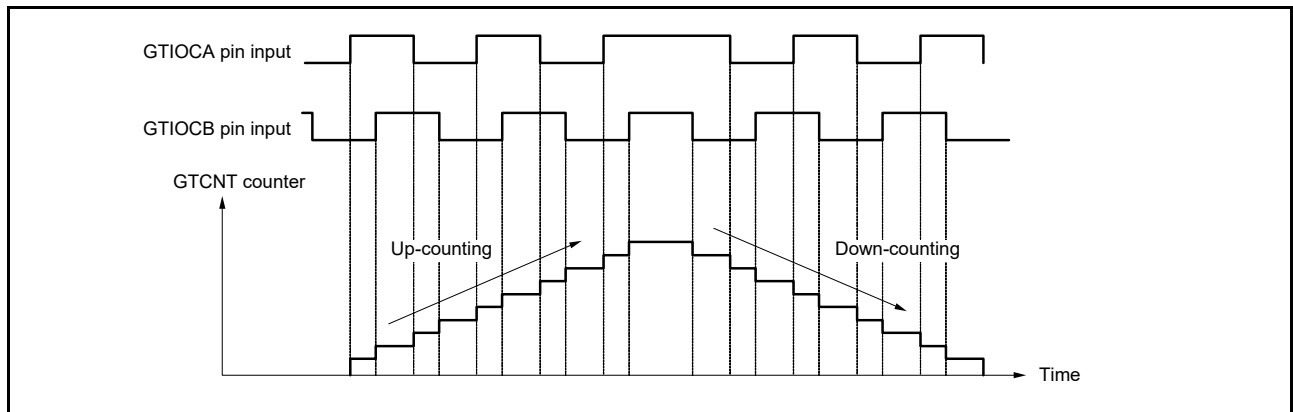 GTIOCA pin input
GTIOCB pin input
GTCNT counter
Up-counting
Down-counting
Time